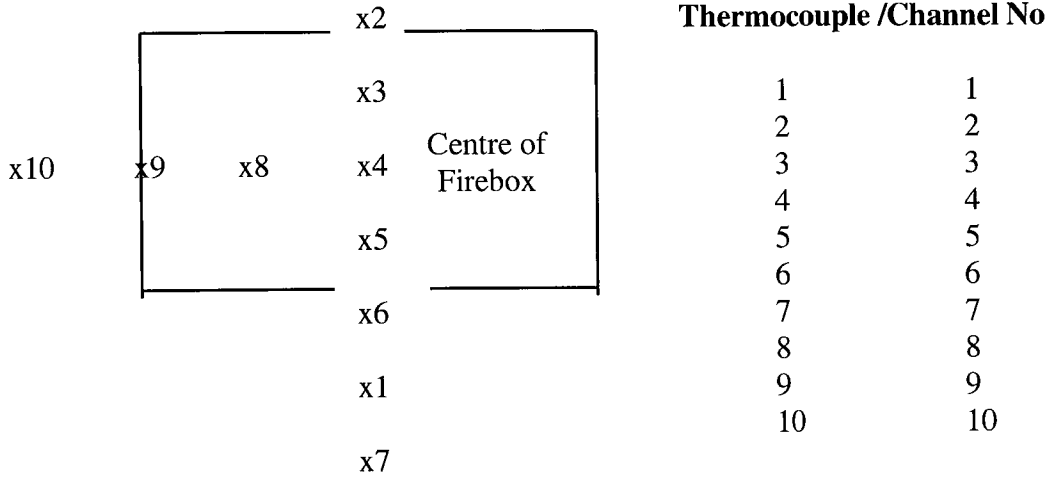 x2
x3
Centre of
Firebox
x10
x9
x8
x4
x5
x6
x1
x7
Thermocouple /Channel No
1 1
2 2
3 3
4 4
5 5
6 6
7 7
8 8
9 9
10 10